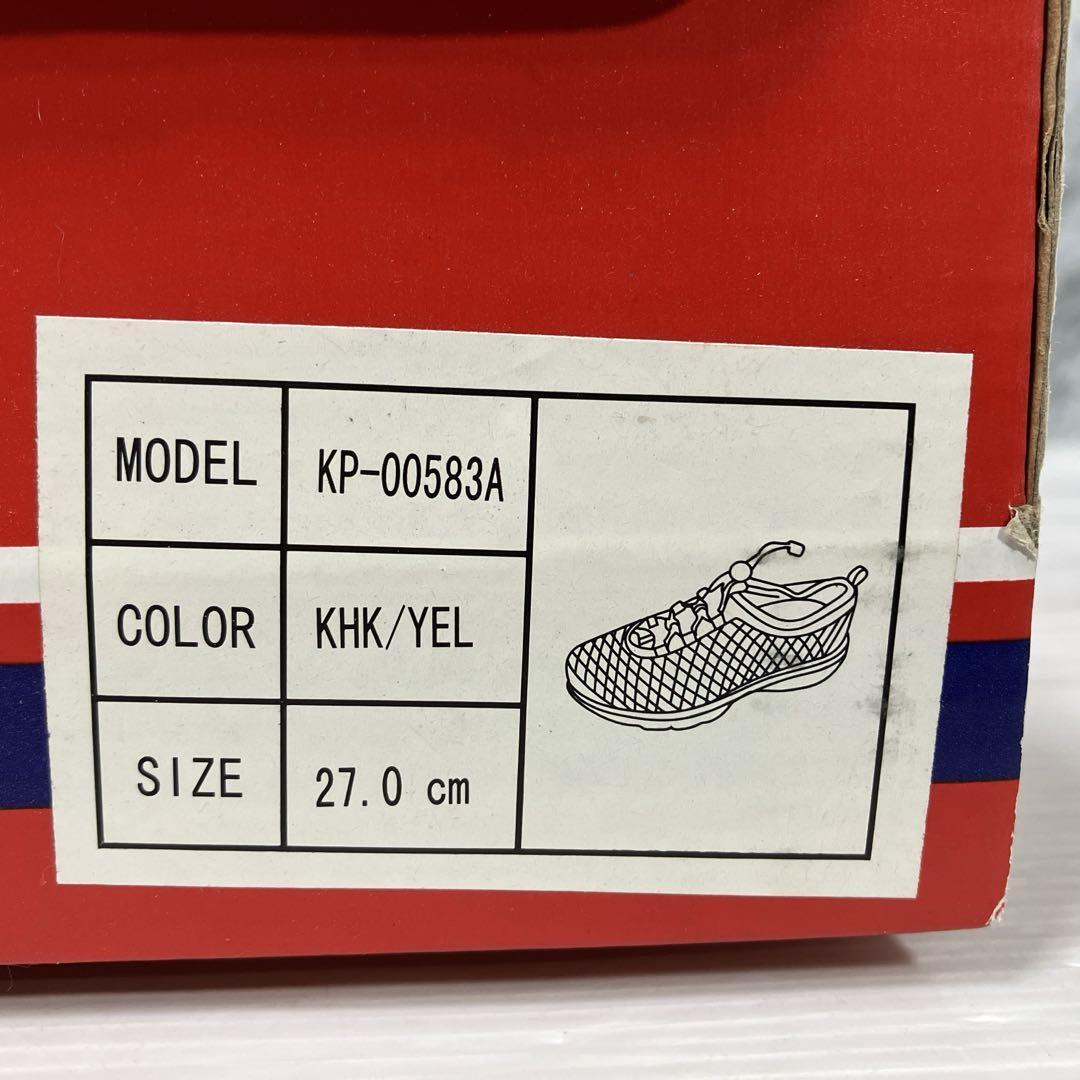 MODEL KP-00583A
COLOR KHK/YEL
SIZE 27.0 cm